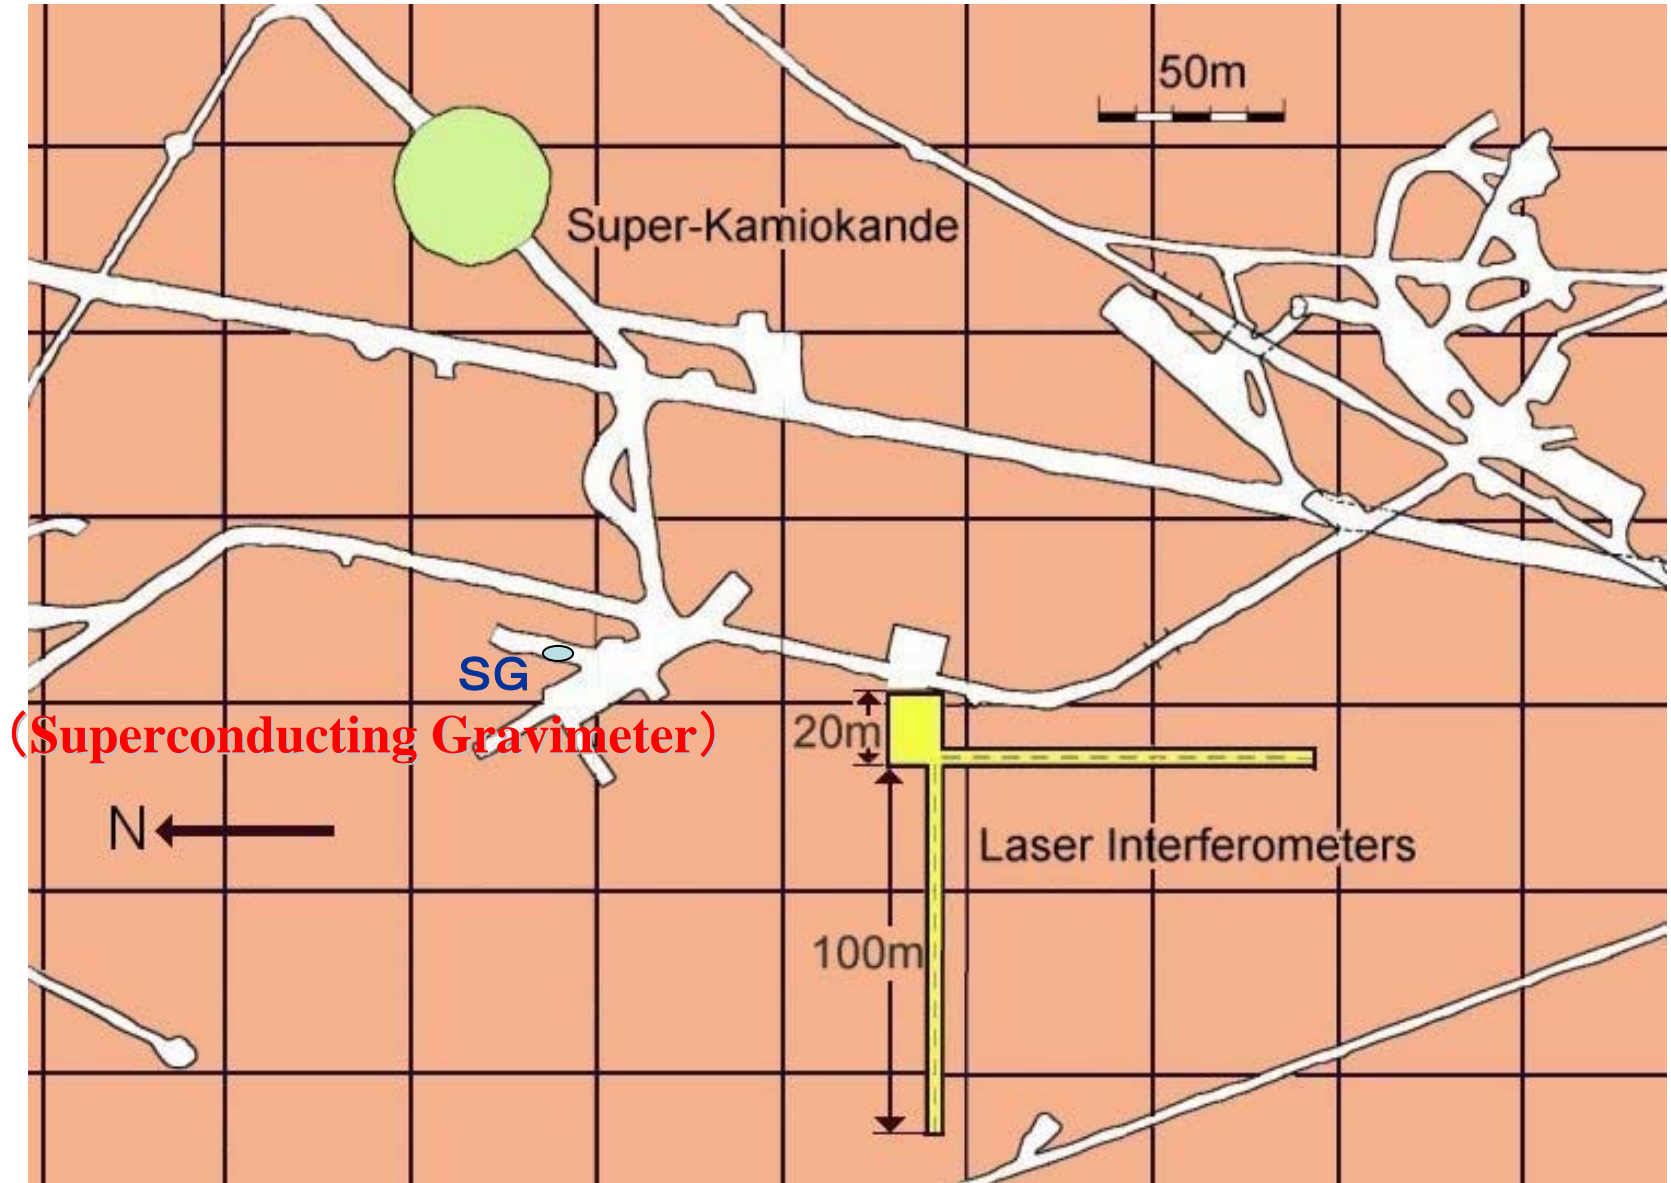 50m
Super-Kamiokande
SG
（Superconducting Gravimeter）
20m
N
Laser Interferometers
100m